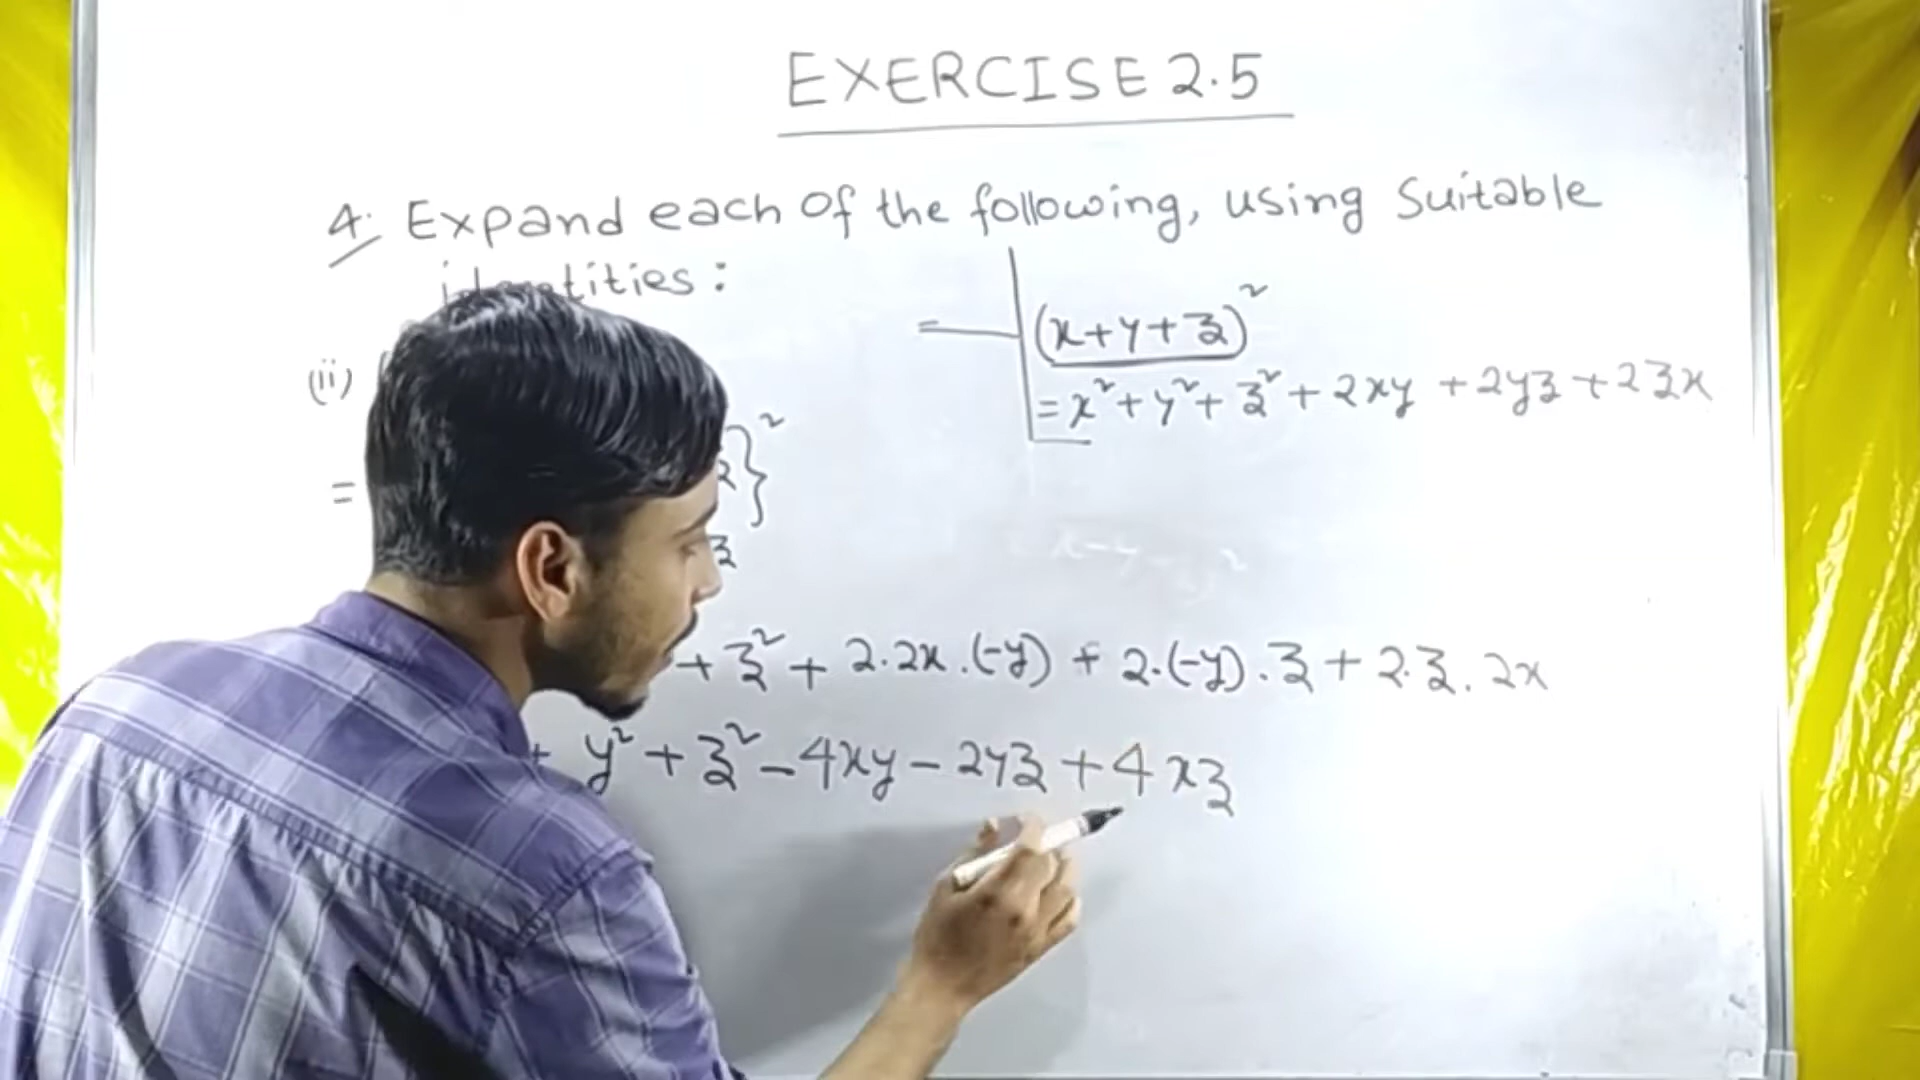 EXERCISE 2.5
4. Expand each of the following, using Suitable
identities:
(x+y+z)²
= x²+y²+z²+2xy+2yz+2zx
(ii)
= z}²
z
+z²+2.2x.(-y)+2.(-y).z+2.z.2x
+ y²+z²-4xy-2yz+4xz